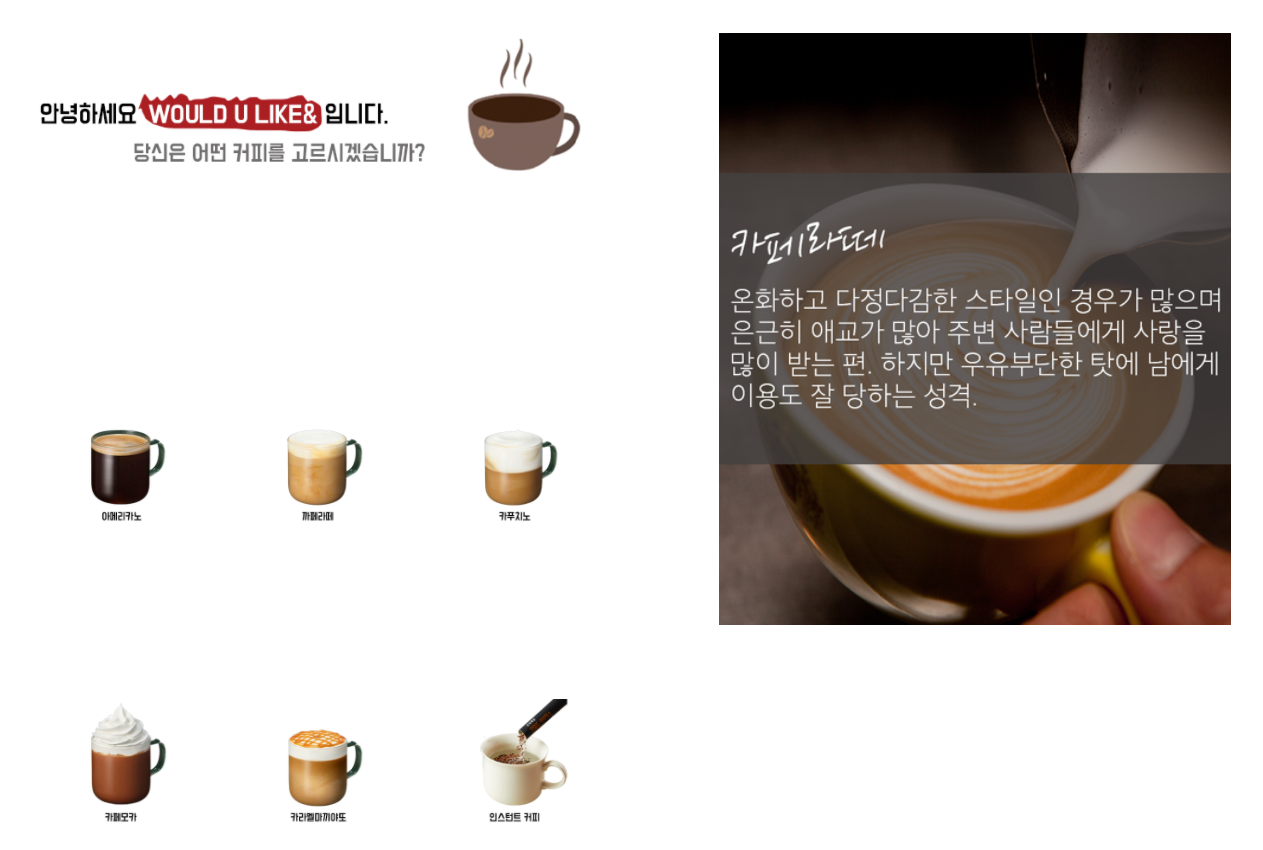 안녕하세요 WOULD U LIKE& 입니다.
당신은 어떤 커피를 고르시겠습니까?
아메리카노
까페라떼
카푸치노
카페모카
카라멜마끼야또
인스턴트 커피
카페라떼
온화하고 다정다감한 스타일인 경우가 많으며
은근히 애교가 많아 주변 사람들에게 사랑을
많이 받는 편. 하지만 우유부단한 탓에 남에게
이용도 잘 당하는 성격.